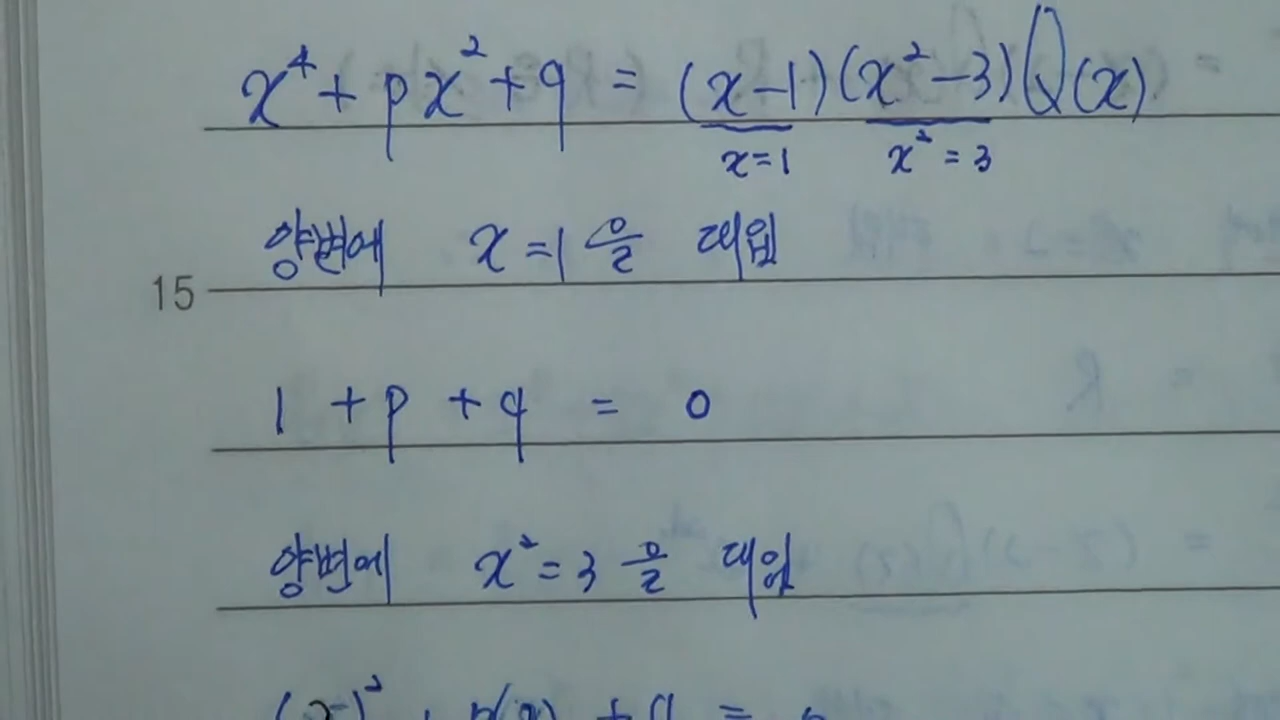 x⁴ + px² + q = (x-1)(x²-3)Q(x)
x=1 x²=3
양변에 x=1을 대입
15
1 + p + q = 0
양변에 x²=3을 대입